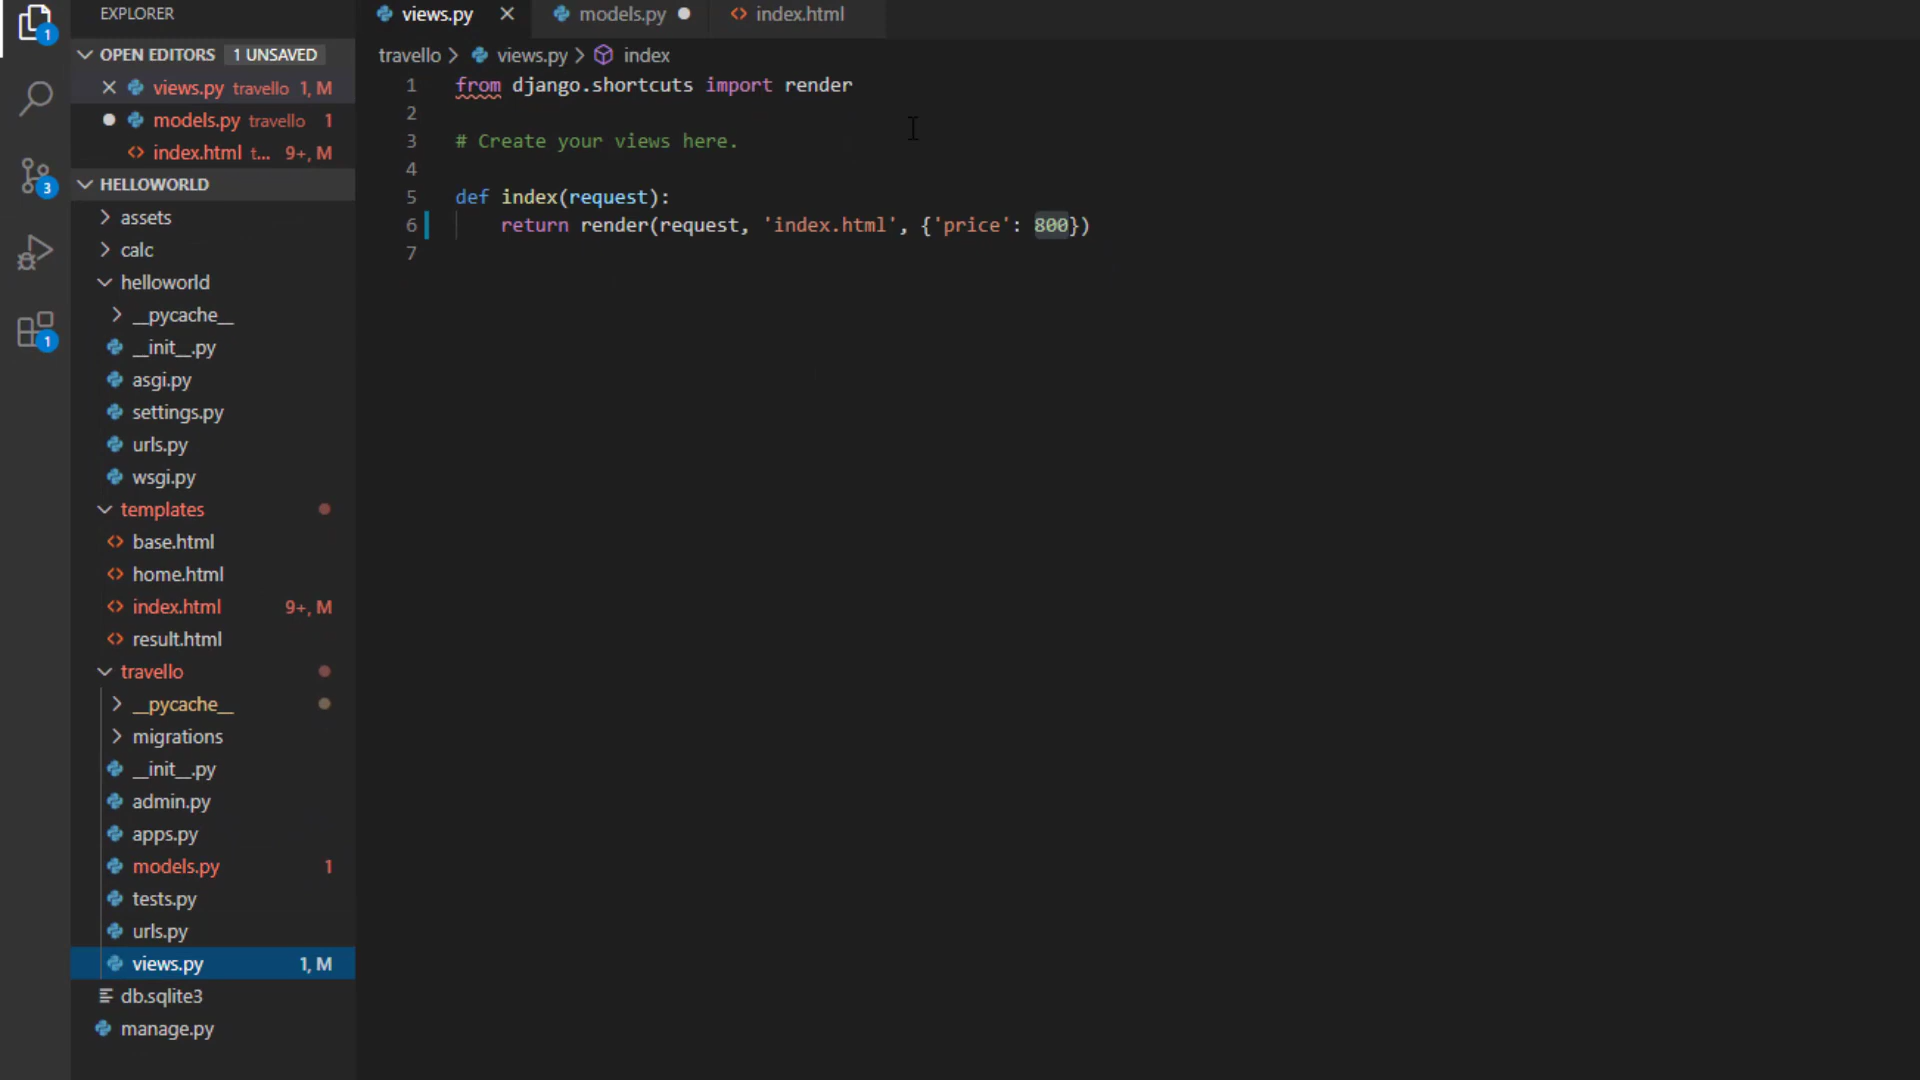 EXPLORER
OPEN EDITORS 1 UNSAVED
views.py travello 1, M
models.py travello 1
index.html t... 9+, M
HELLOWORLD
assets
calc
helloworld
__pycache__
__init__.py
asgi.py
settings.py
urls.py
wsgi.py
templates
base.html
home.html
index.html 9+, M
result.html
travello
__pycache__
migrations
__init__.py
admin.py
apps.py
models.py 1
tests.py
urls.py
views.py 1, M
db.sqlite3
manage.py
1
3
1
views.py models.py index.html
travello > views.py > index
1 from django.shortcuts import render
2
3 # Create your views here.
4
5 def index(request):
6 return render(request, 'index.html', {'price': 800})
7